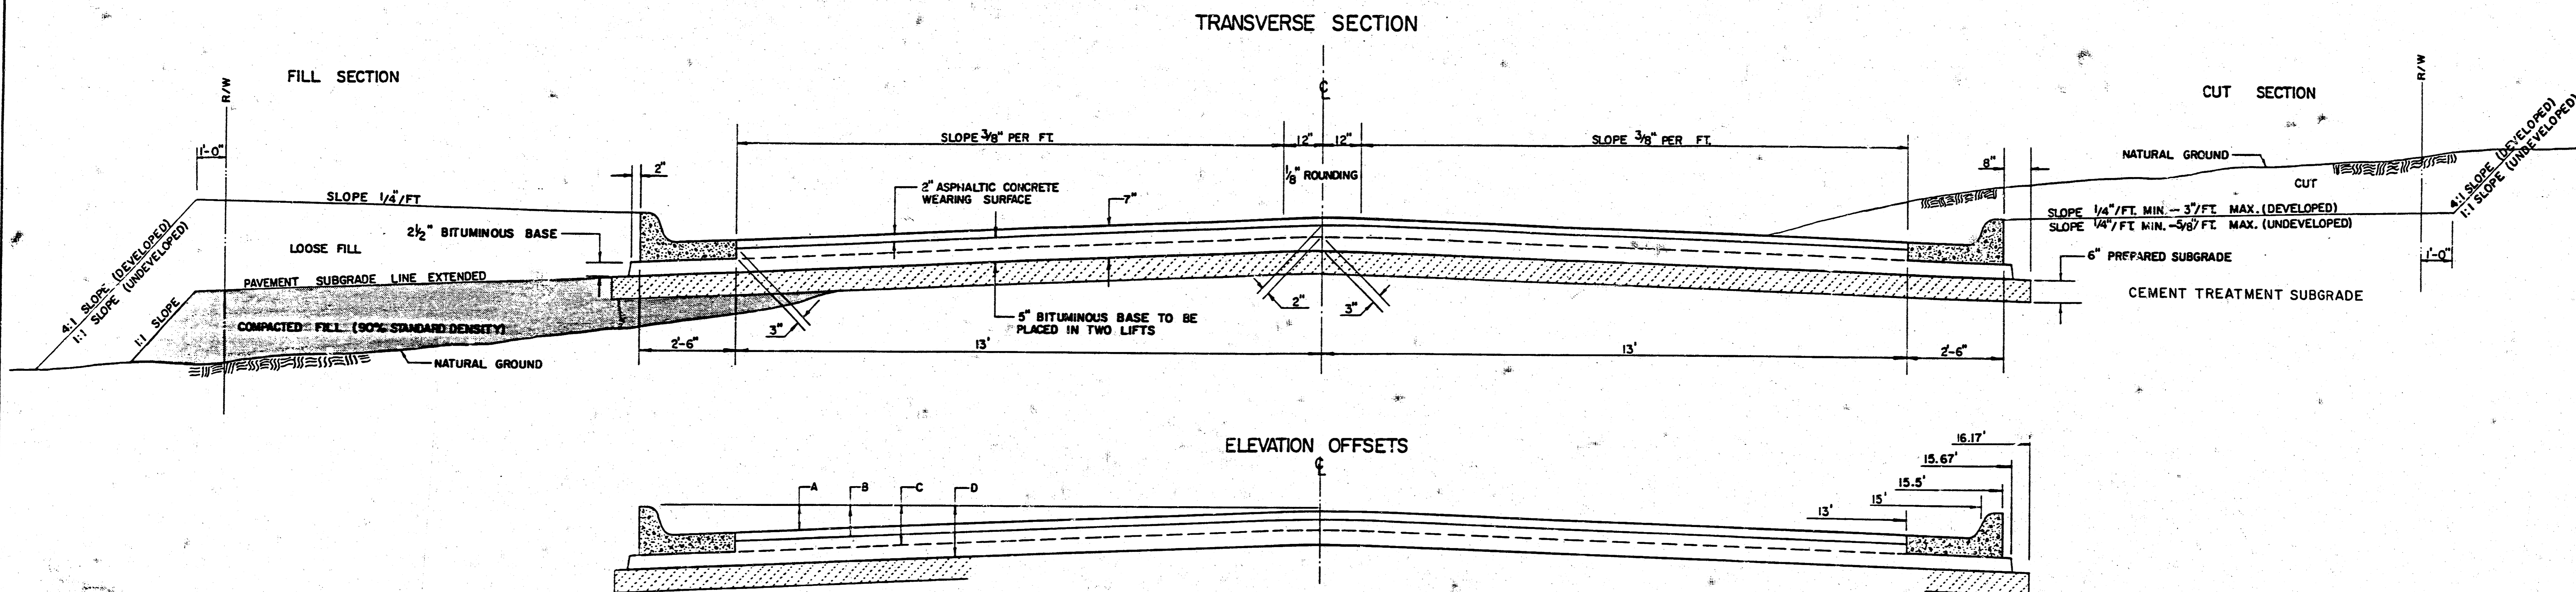 TRANSVERSE SECTION
FILL SECTION
CUT SECTION
R/W
R/W
℄
1'-0"
SLOPE 3/8" PER FT.
12"
12"
SLOPE 3/8" PER FT.
1/8" ROUNDING
2"
8"
NATURAL GROUND
CUT
4:1 SLOPE (DEVELOPED)
1:1 SLOPE (UNDEVELOPED)
SLOPE 1/4"/FT
2" ASPHALTIC CONCRETE
WEARING SURFACE
7"
SLOPE 1/4"/FT. MIN. - 3"/FT. MAX. (DEVELOPED)
SLOPE 1/4"/FT. MIN. -5/8"/FT. MAX. (UNDEVELOPED)
2½" BITUMINOUS BASE
LOOSE FILL
4:1 SLOPE (DEVELOPED)
1:1 SLOPE (UNDEVELOPED)
1:1 SLOPE
PAVEMENT SUBGRADE LINE EXTENDED
6" PREPARED SUBGRADE
1'-0"
CEMENT TREATMENT SUBGRADE
COMPACTED FILL (90% STANDARD DENSITY)
3"
5" BITUMINOUS BASE TO BE
PLACED IN TWO LIFTS
2"
3"
2'-6"
13'
13'
2'-6"
NATURAL GROUND
ELEVATION OFFSETS
℄
A
B
C
D
16.17'
15.67'
15.5'
15'
13'